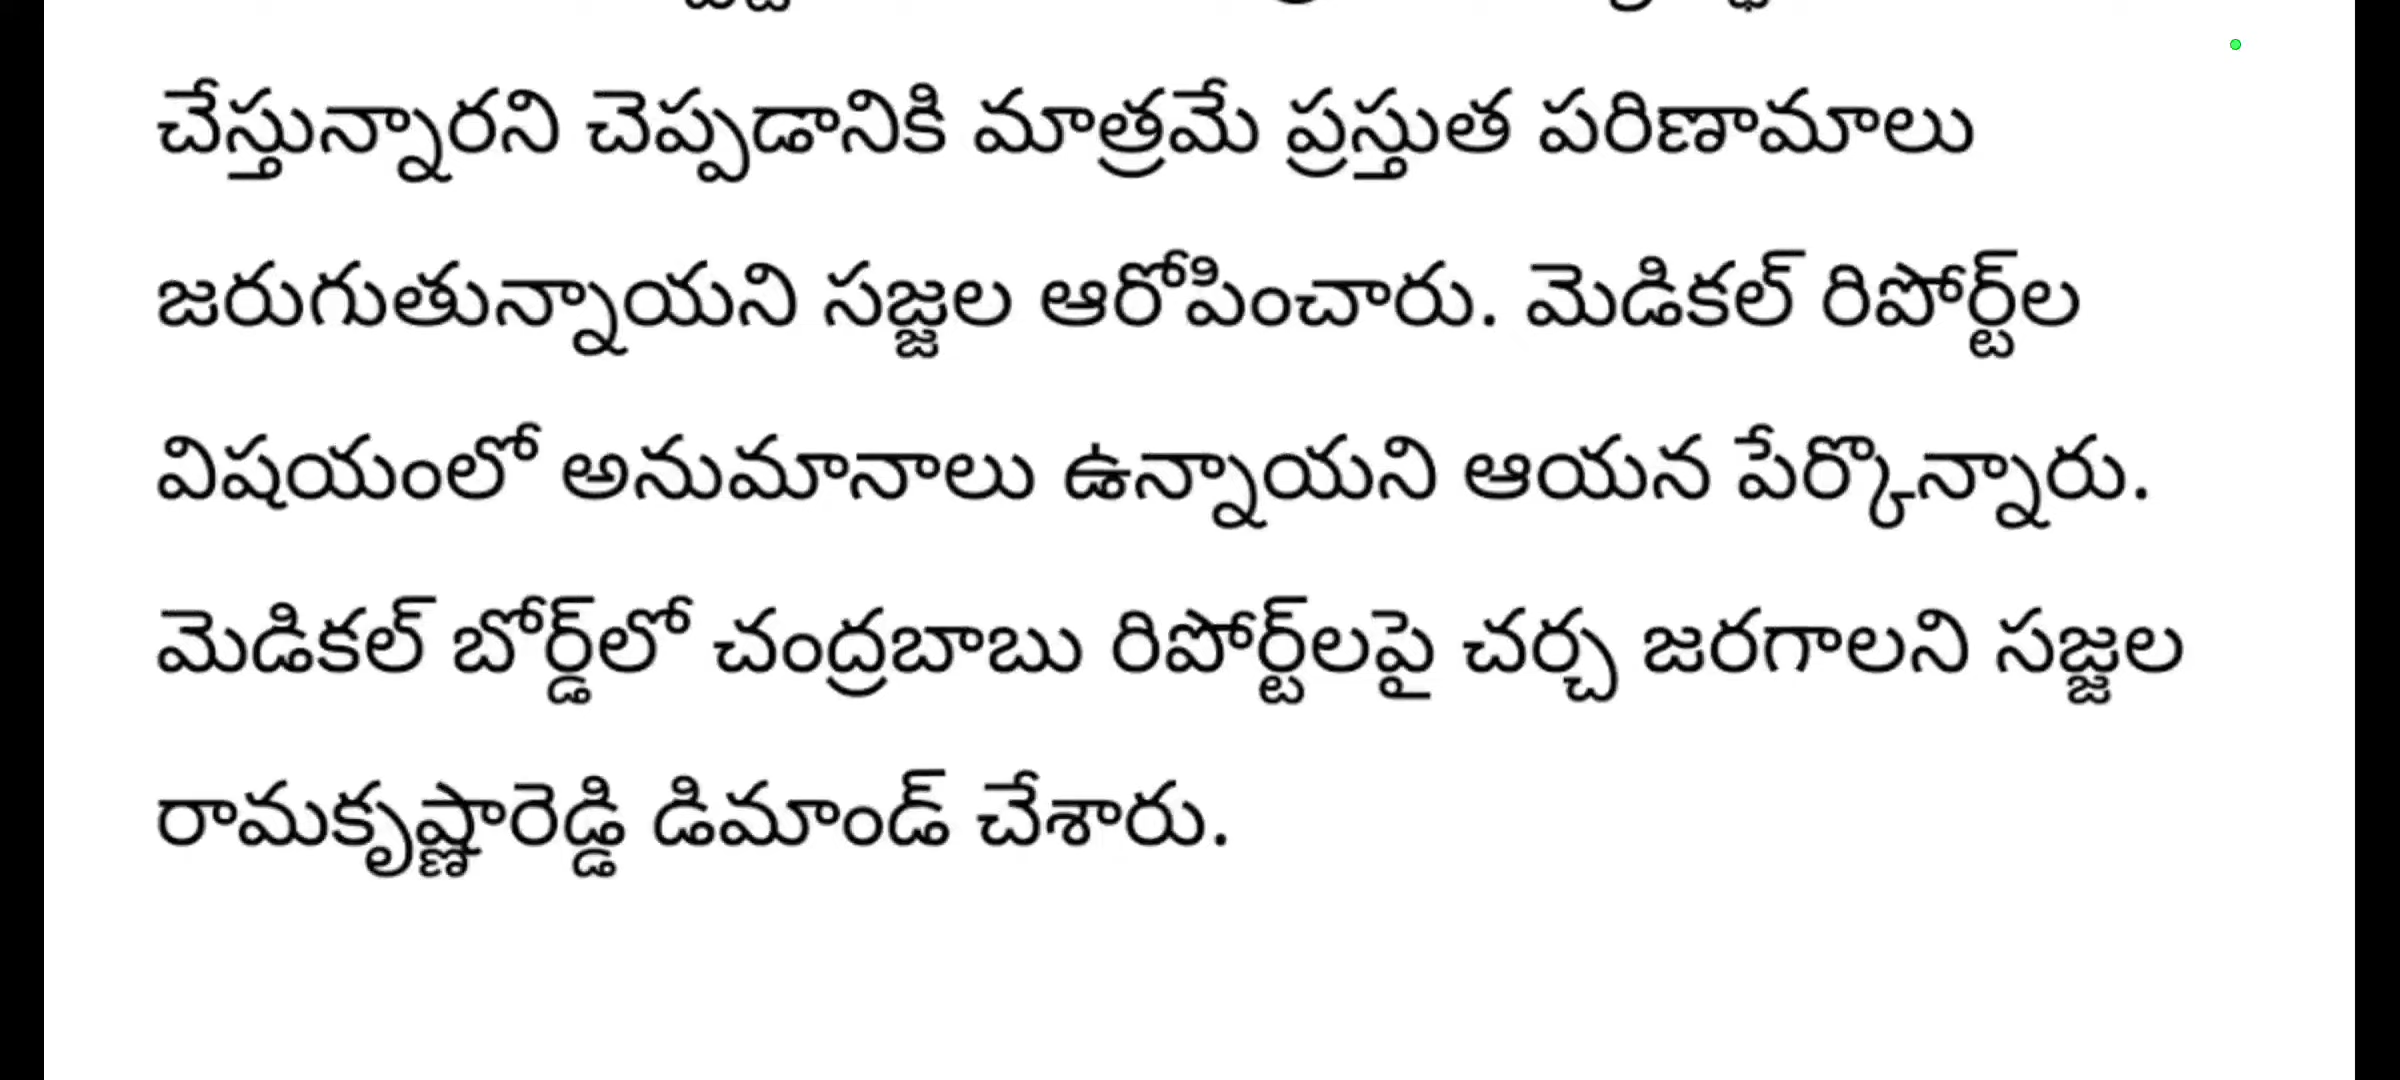 చేస్తున్నారని చెప్పడానికి మాత్రమే ప్రస్తుత పరిణామాలు
జరుగుతున్నాయని సజ్జల ఆరోపించారు. మెడికల్ రిపోర్ట్‌ల
విషయంలో అనుమానాలు ఉన్నాయని ఆయన పేర్కొన్నారు.
మెడికల్ బోర్డ్‌లో చంద్రబాబు రిపోర్ట్‌లపై చర్చ జరగాలని సజ్జల
రామకృష్ణారెడ్డి డిమాండ్ చేశారు.